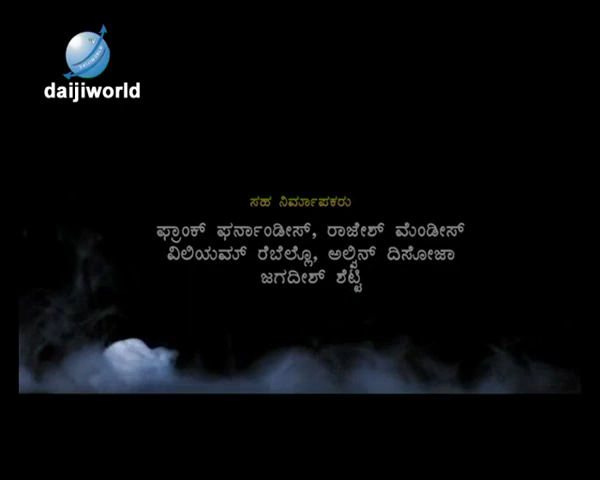 daijiworld
ಸಹ ನಿರ್ಮಾಪಕರು
ಫ್ರಾಂಕ್ ಫರ್ನಾಂಡೀಸ್, ರಾಜೇಶ್ ಮೆಂಡೀಸ್
ವಿಲಿಯಮ್ ರೆಬೆಲ್ಲೊ, ಅಲ್ವಿನ್ ದಿಸೋಜಾ
ಜಗದೀಶ್ ಶೆಟ್ಟಿ